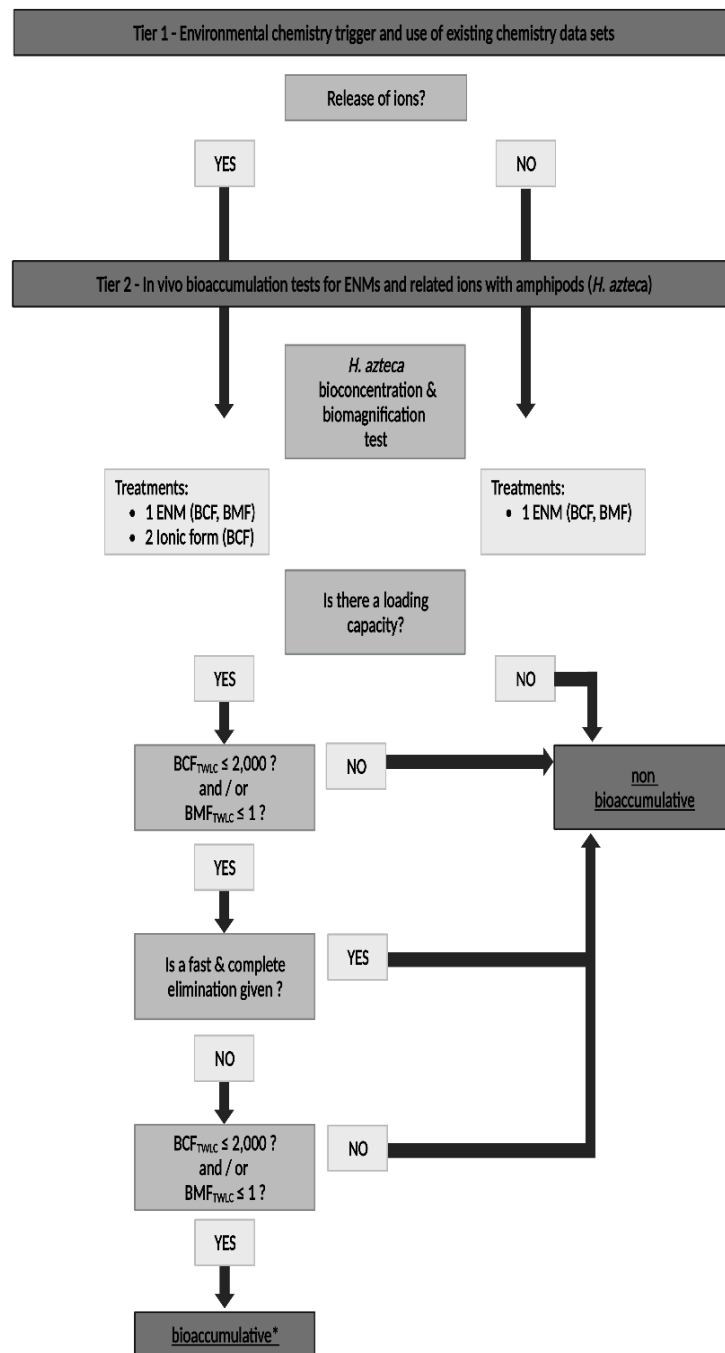 Tier 1 - Environmental chemistry trigger and use of existing chemistry data sets
Release of ions?
YES
NO
Tier 2 - In vivo bioaccumulation tests for ENMs and related ions with amphipods (H. azteca)
H. azteca
bioconcentration &
biomagnification
test
Treatments:
• 1 ENM (BCF, BMF)
• 2 Ionic form (BCF)
Treatments:
• 1 ENM (BCF, BMF)
Is there a loading
capacity?
YES
NO
BCF_TWLC ≤ 2,000 ?
and / or
BMF_TWLC ≤ 1 ?
NO
non
bioaccumulative
YES
Is a fast & complete
elimination given ?
YES
NO
BCF_TWLC ≤ 2,000 ?
and / or
BMF_TWLC ≤ 1 ?
NO
YES
bioaccumulative*